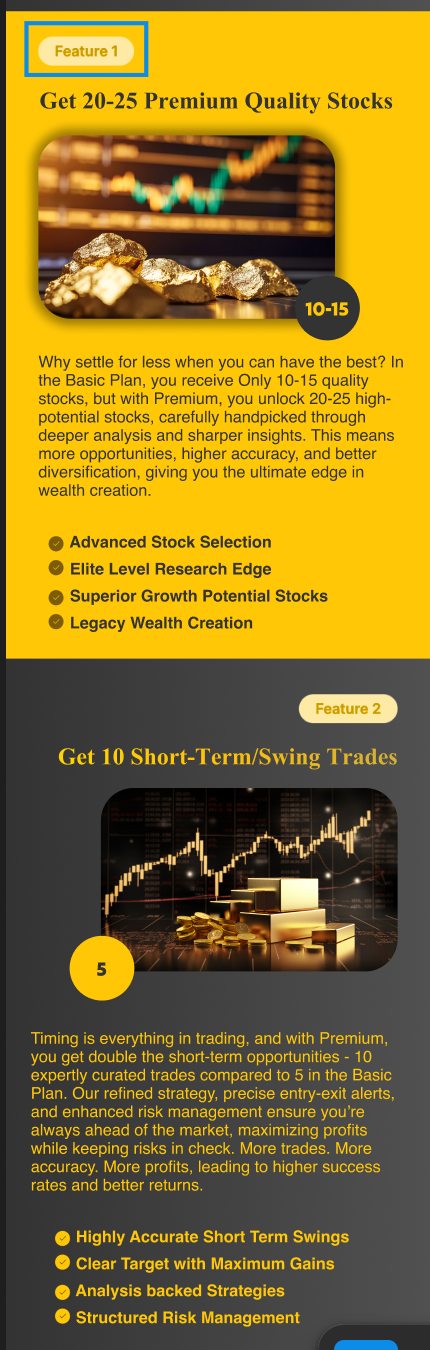 Feature 1
Get 20-25 Premium Quality Stocks
10-15
Why settle for less when you can have the best? In
the Basic Plan, you receive Only 10-15 quality
stocks, but with Premium, you unlock 20-25 high-
potential stocks, carefully handpicked through
deeper analysis and sharper insights. This means
more opportunities, higher accuracy, and better
diversification, giving you the ultimate edge in
wealth creation.
Advanced Stock Selection
Elite Level Research Edge
Superior Growth Potential Stocks
Legacy Wealth Creation
Feature 2
Get 10 Short-Term/Swing Trades
5
Timing is everything in trading, and with Premium,
you get double the short-term opportunities - 10
expertly curated trades compared to 5 in the Basic
Plan. Our refined strategy, precise entry-exit alerts,
and enhanced risk management ensure you're
always ahead of the market, maximizing profits
while keeping risks in check. More trades. More
accuracy. More profits, leading to higher success
rates and better returns.
Highly Accurate Short Term Swings
Clear Target with Maximum Gains
Analysis backed Strategies
Structured Risk Management